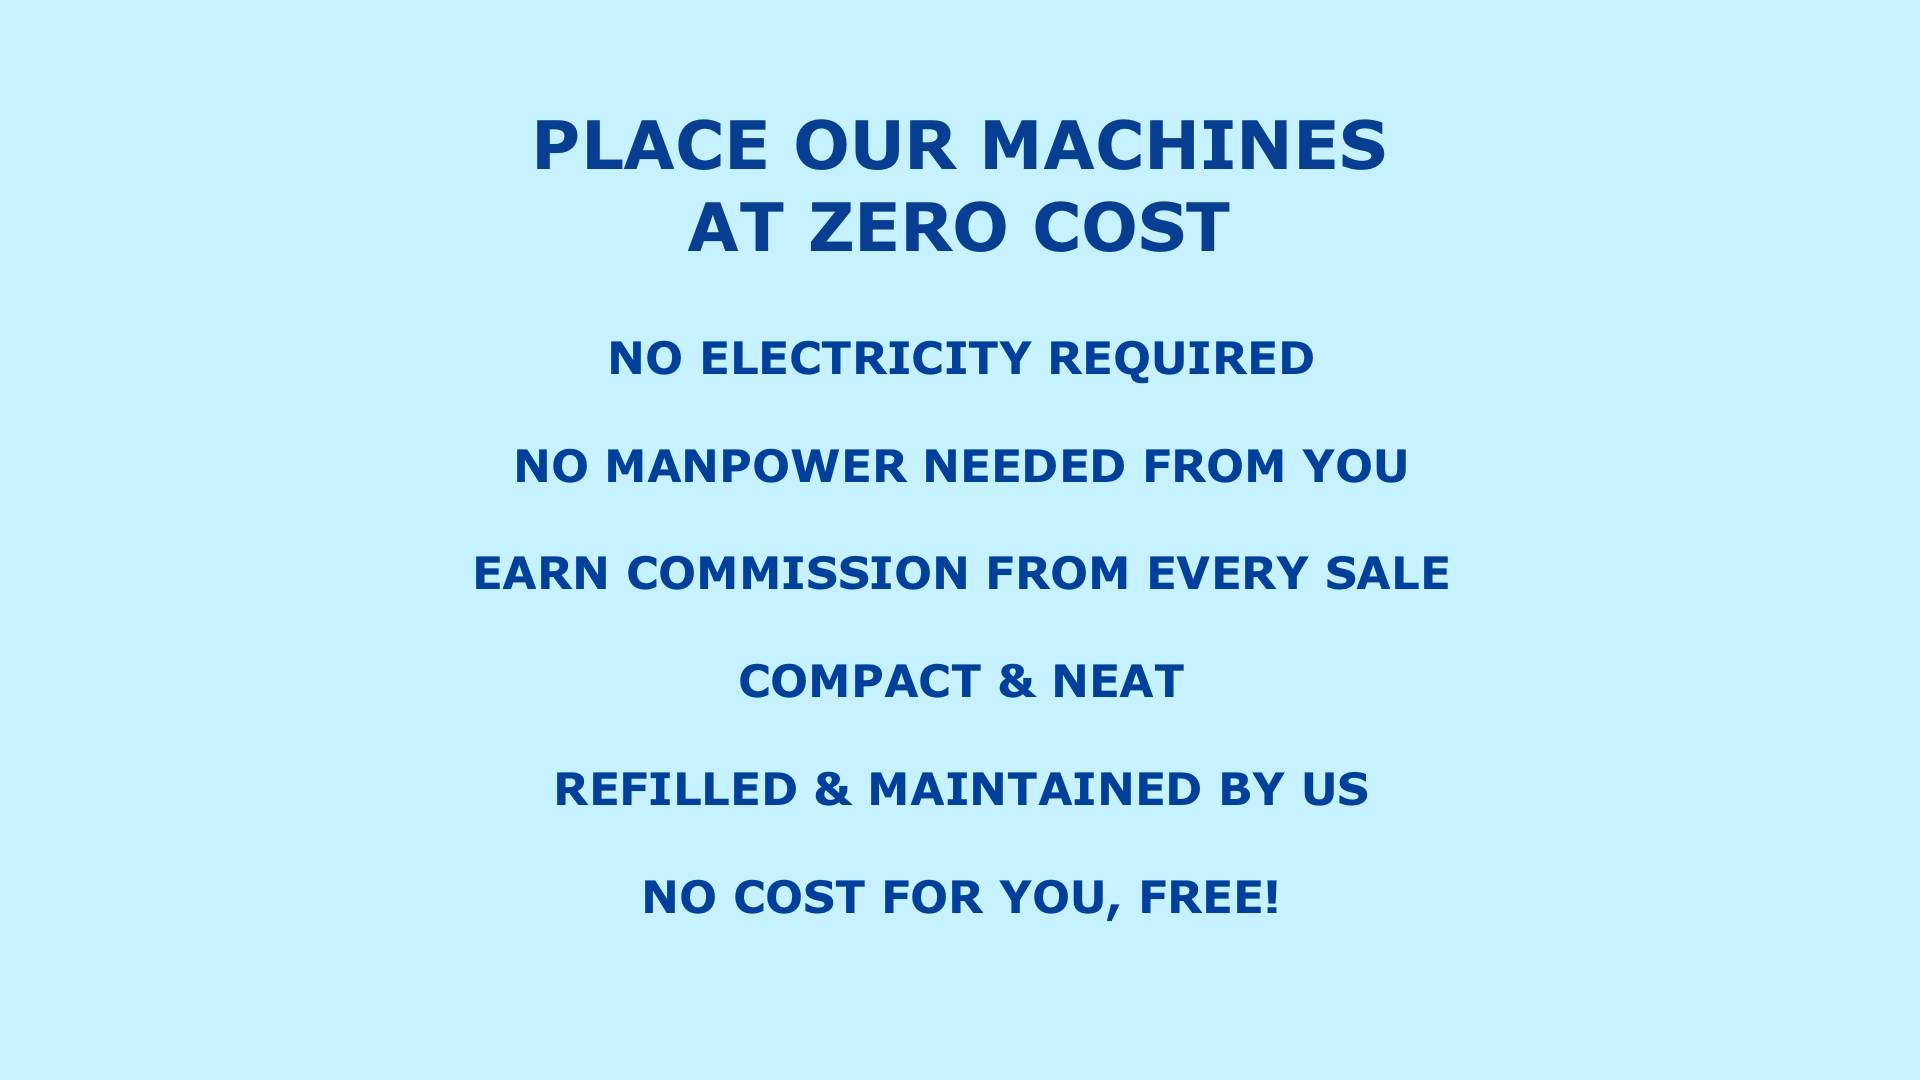 PLACE OUR MACHINES
AT ZERO COST
NO ELECTRICITY REQUIRED
NO MANPOWER NEEDED FROM YOU
EARN COMMISSION FROM EVERY SALE
COMPACT & NEAT
REFILLED & MAINTAINED BY US
NO COST FOR YOU, FREE!